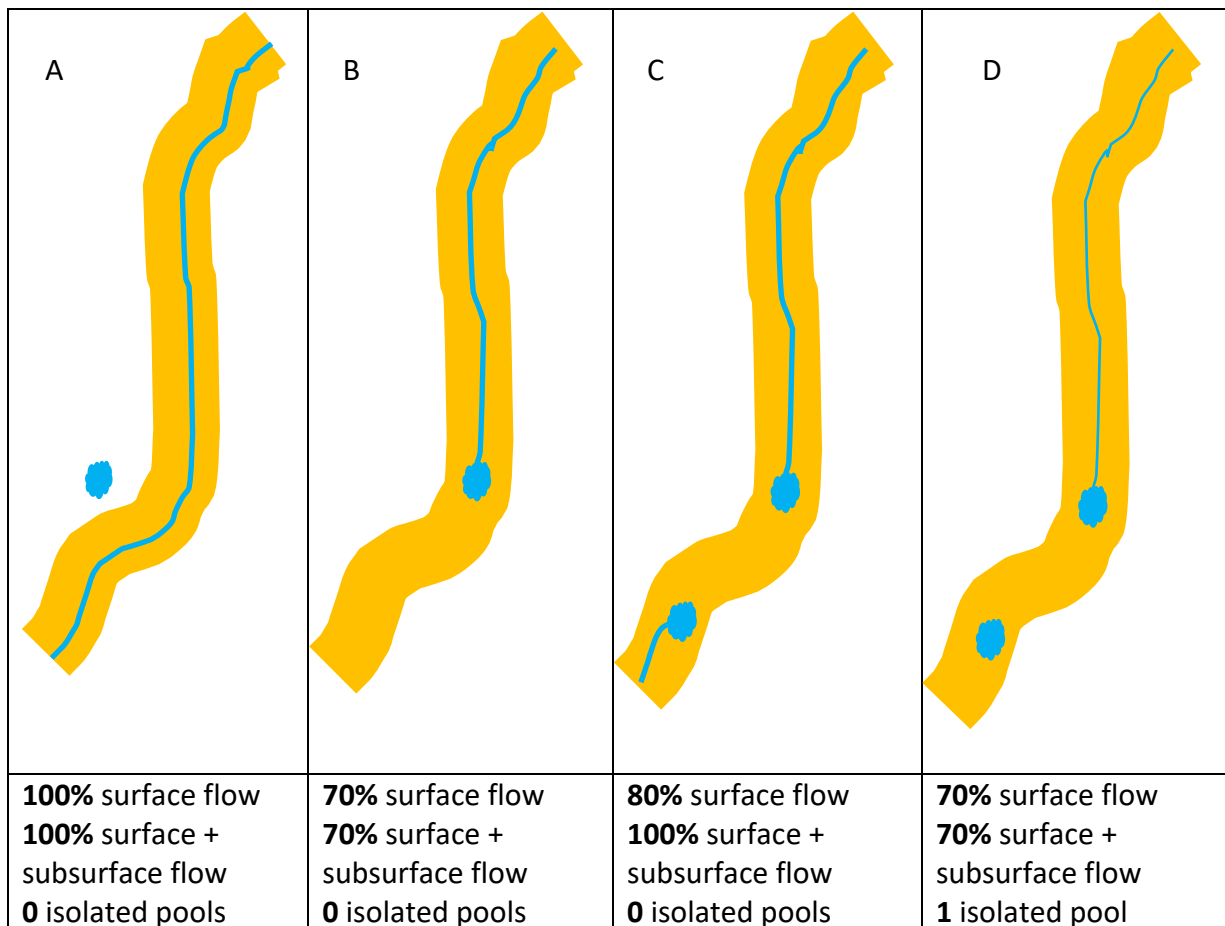 A
B
C
D
100% surface flow
100% surface +
subsurface flow
0 isolated pools
70% surface flow
70% surface +
subsurface flow
0 isolated pools
80% surface flow
100% surface +
subsurface flow
0 isolated pools
70% surface flow
70% surface +
subsurface flow
1 isolated pool